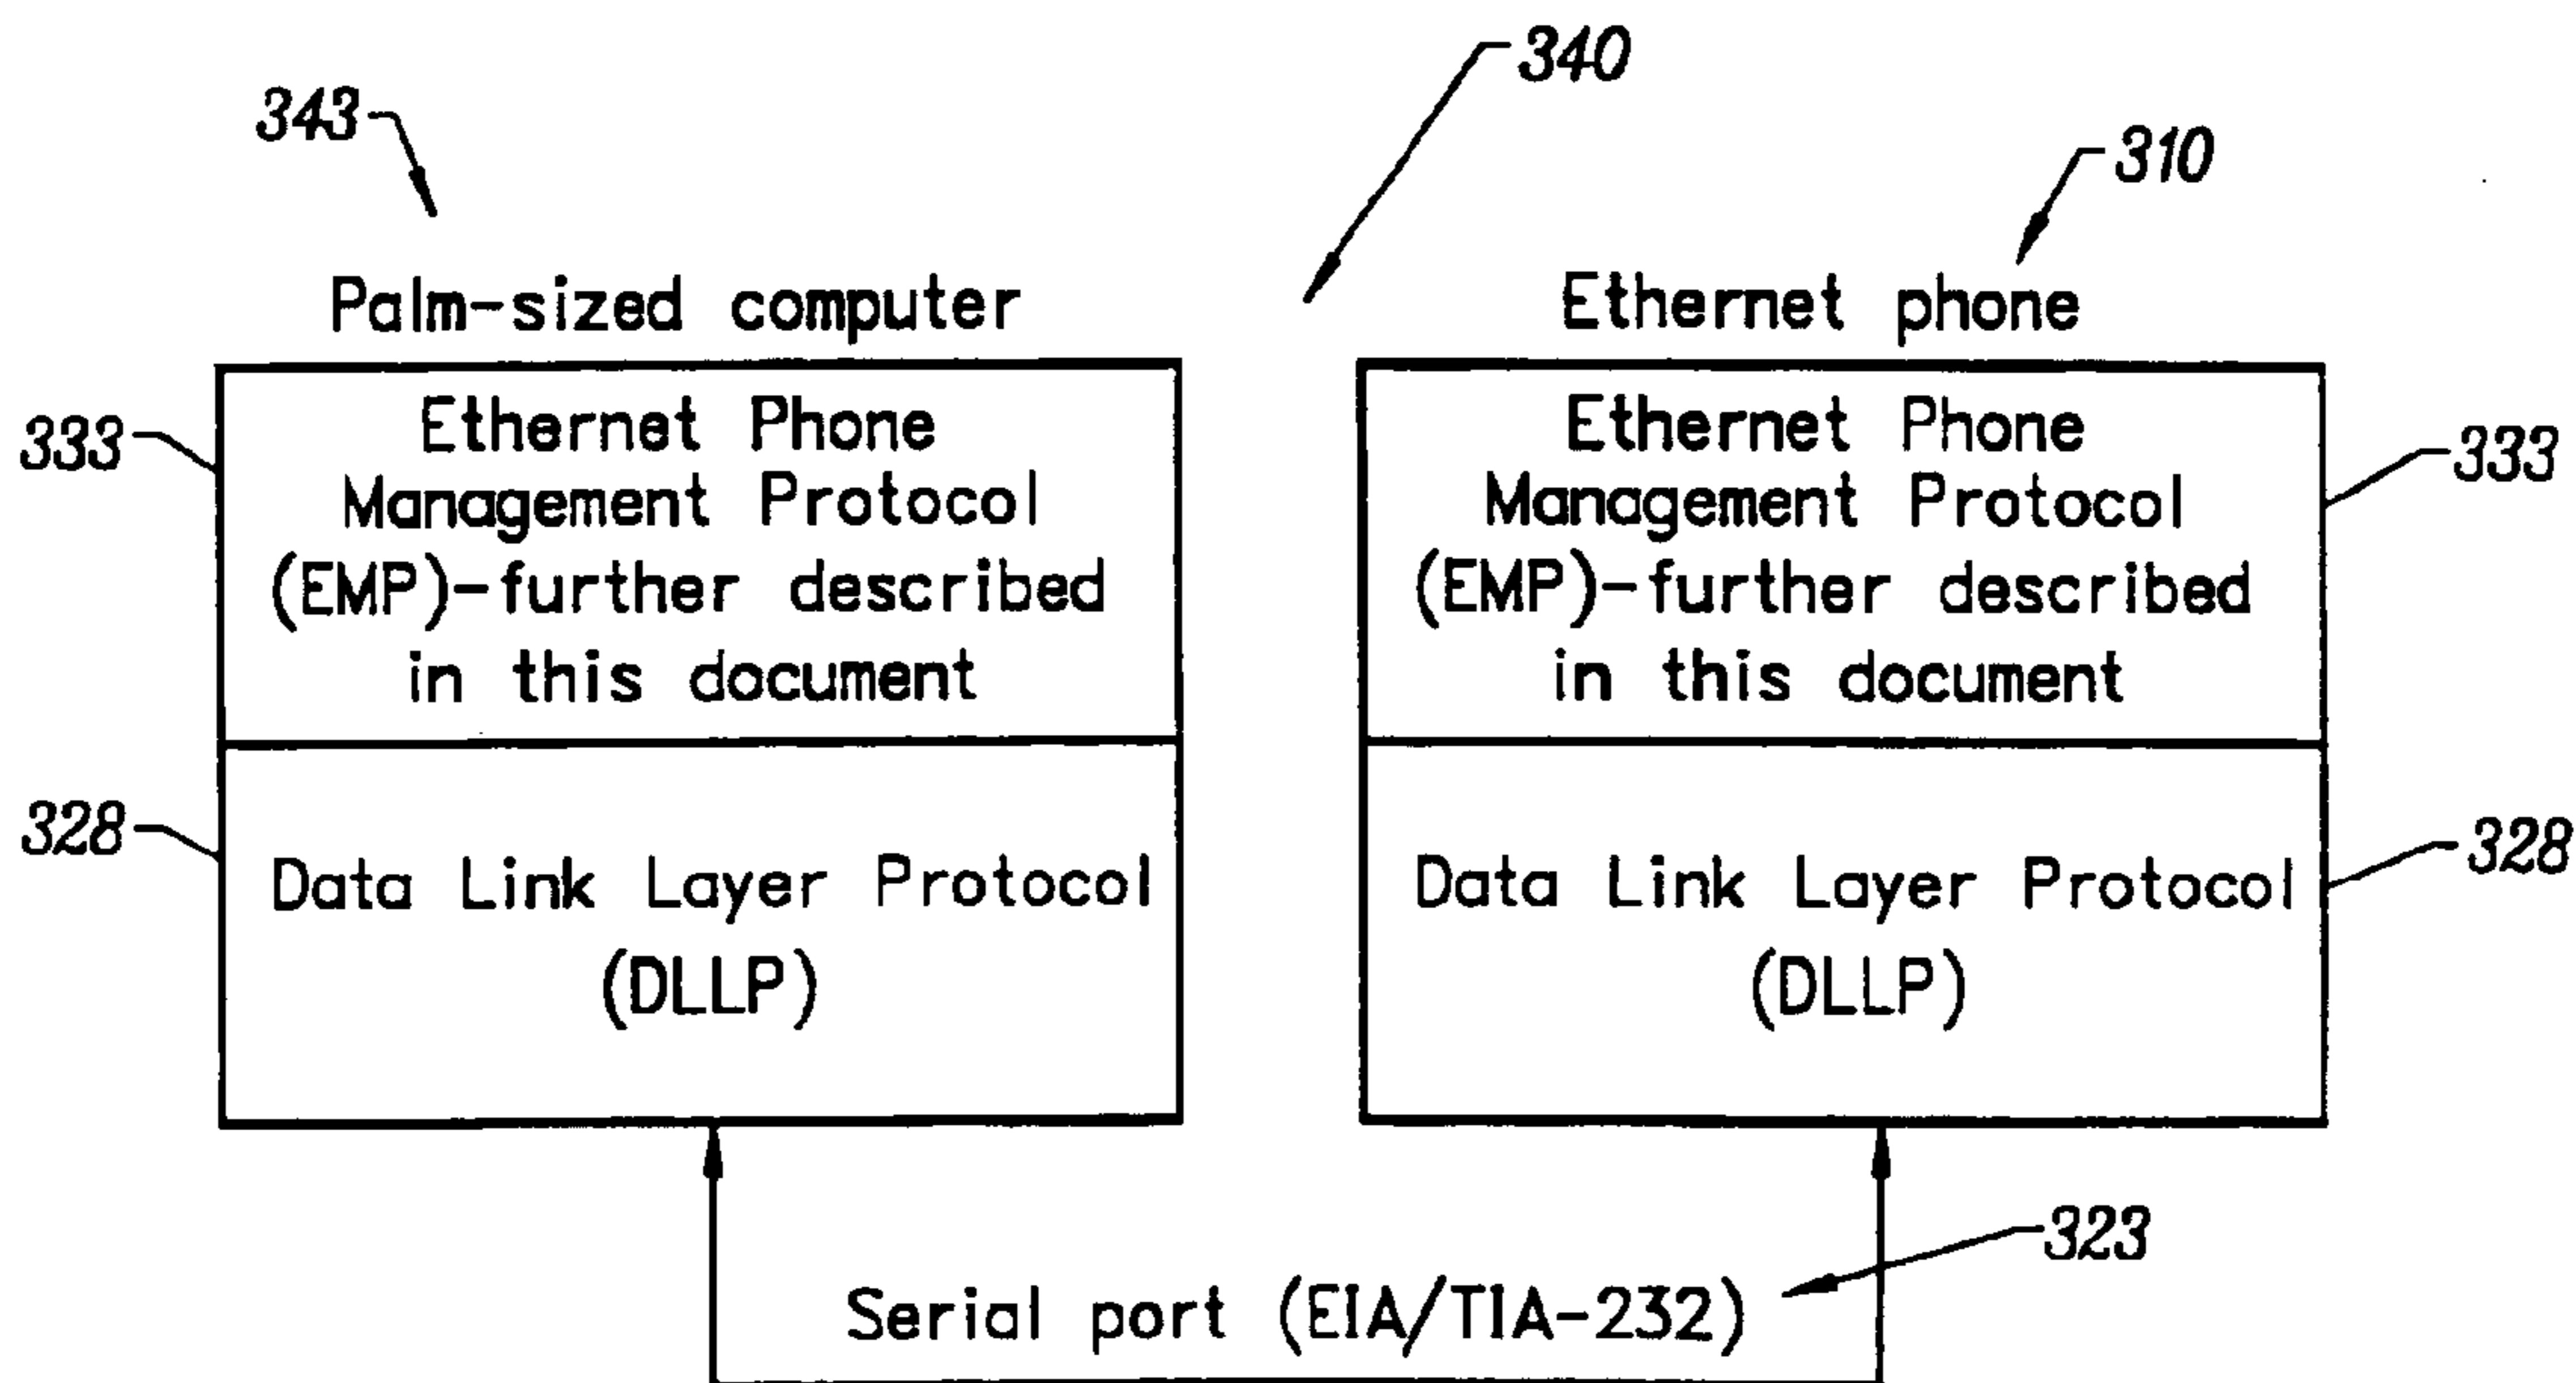 340
343
310
Palm-sized computer
Ethernet phone
333
Ethernet Phone
Management Protocol
(EMP)-further described
in this document
Ethernet Phone
Management Protocol
(EMP)-further described
in this document
333
328
Data Link Layer Protocol
(DLLP)
Data Link Layer Protocol
(DLLP)
328
323
Serial port (EIA/TIA-232)